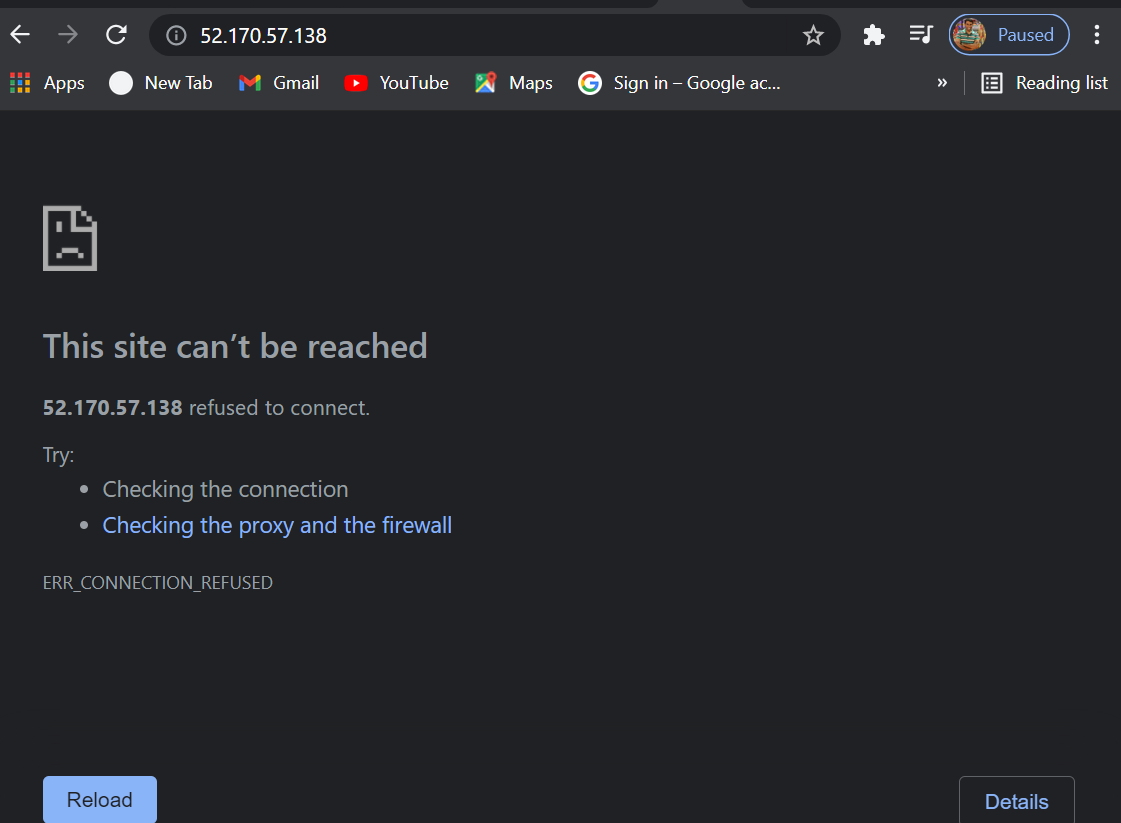 52.170.57.138
Paused
Apps New Tab Gmail YouTube Maps Sign in – Google ac... » Reading list
This site can’t be reached
52.170.57.138 refused to connect.
Try:
• Checking the connection
• Checking the proxy and the firewall
ERR_CONNECTION_REFUSED
Reload Details